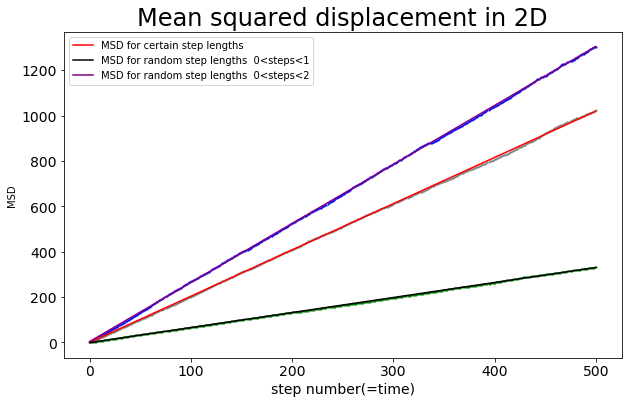 Mean squared displacement in 2D
MSD for certain step lengths
MSD for random step lengths  0<steps<1
MSD for random step lengths  0<steps<2
1200
1000
800
600
400
200
0
MSD
0 100 200 300 400 500
step number(=time)